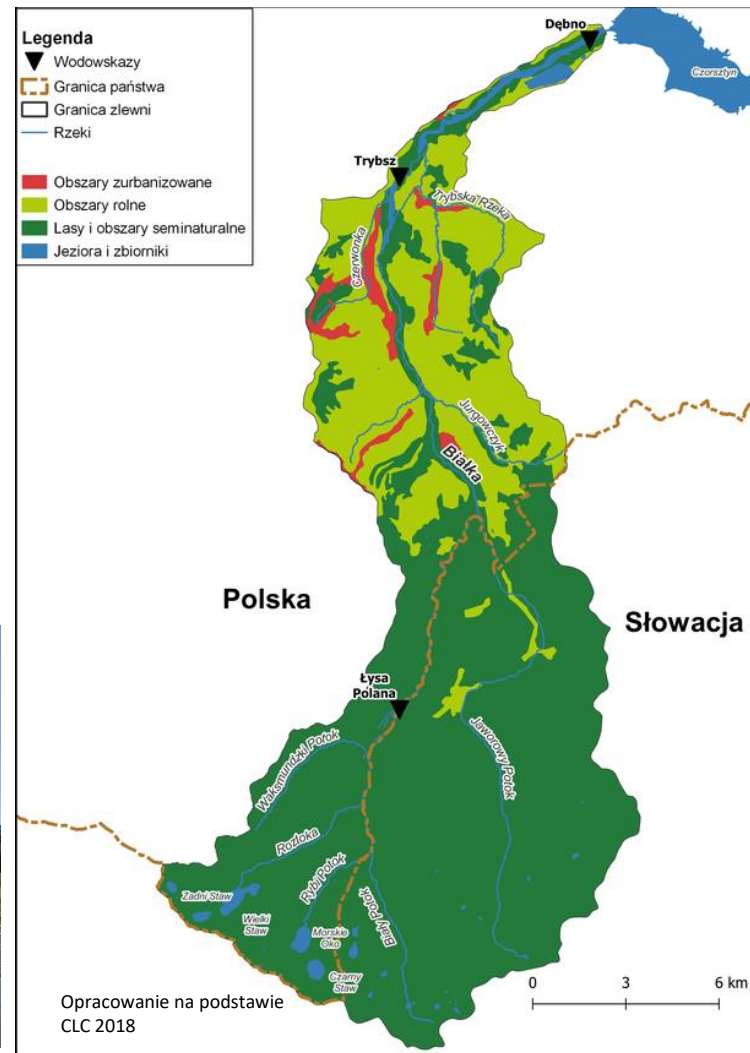 Legenda
Wodowskazy
Granica państwa
Granica zlewni
Rzeki
Obszary zurbanizowane
Obszary rolne
Lasy i obszary seminaturalne
Jeziora i zbiorniki
Dębno
Czorsztyn
Trybsz
Trybska Rzeka
Czerwonka
Jurgowczyk
Białka
Polska
Słowacja
Łysa
Polana
Waksmundzki Potok
Jaworowy Potok
Roztoka
Rybi Potok
Biały Potok
Zadni Staw
Wielki
Staw
Morskie
Oko
Czarny
Staw
Opracowanie na podstawie
CLC 2018
0 3 6 km